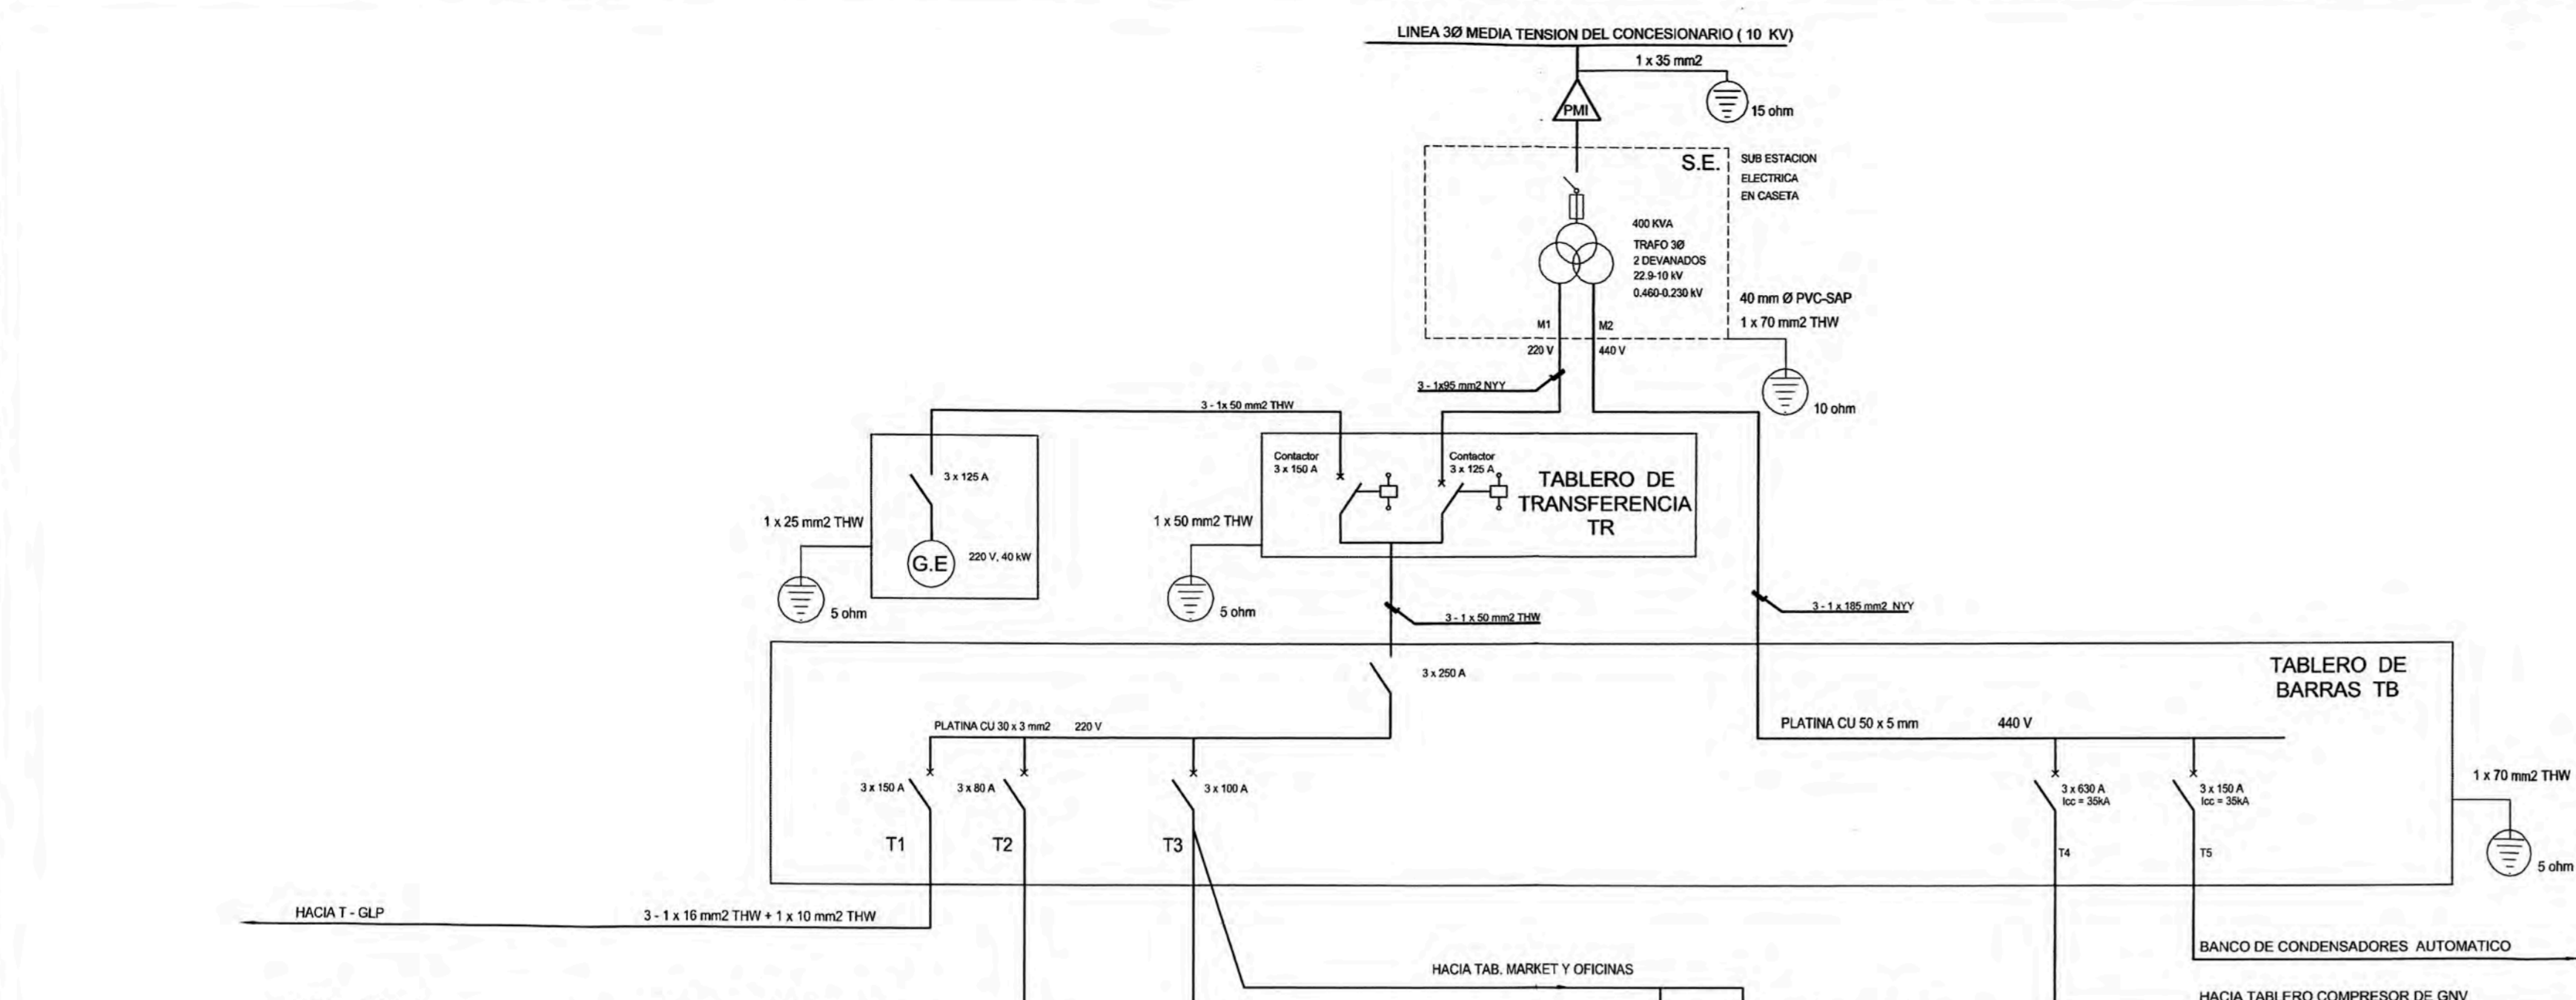 LINEA 3Ø MEDIA TENSION DEL CONCESIONARIO ( 10 KV)
1 x 35 mm2
PMI
15 ohm
S.E.
SUB ESTACION
ELECTRICA
EN CASETA
400 KVA
TRAFO 3Ø
2 DEVANADOS
22.9-10 kV
0.460-0.230 kV
40 mm Ø PVC-SAP
1 x 70 mm2 THW
M1
M2
220 V
440 V
3 - 1x95 mm2 NYY
10 ohm
3 - 1x 50 mm2 THW
3 x 125 A
G.E
220 V, 40 kW
1 x 25 mm2 THW
5 ohm
Contactor
3 x 150 A
Contactor
3 x 125 A
TABLERO DE
TRANSFERENCIA
TR
1 x 50 mm2 THW
5 ohm
3 - 1 x 50 mm2 THW
3 - 1 x 185 mm2 NYY
TABLERO DE
BARRAS TB
3 x 250 A
PLATINA CU 30 x 3 mm2
220 V
PLATINA CU 50 x 5 mm
440 V
3 x 150 A
3 x 80 A
3 x 100 A
3 x 630 A
Icc = 35kA
3 x 150 A
Icc = 35kA
1 x 70 mm2 THW
T1
T2
T3
T4
T5
5 ohm
HACIA T - GLP
3 - 1 x 16 mm2 THW + 1 x 10 mm2 THW
BANCO DE CONDENSADORES AUTOMATICO
HACIA TAB. MARKET Y OFICINAS
HACIA TABLERO COMPRESOR DE GNV